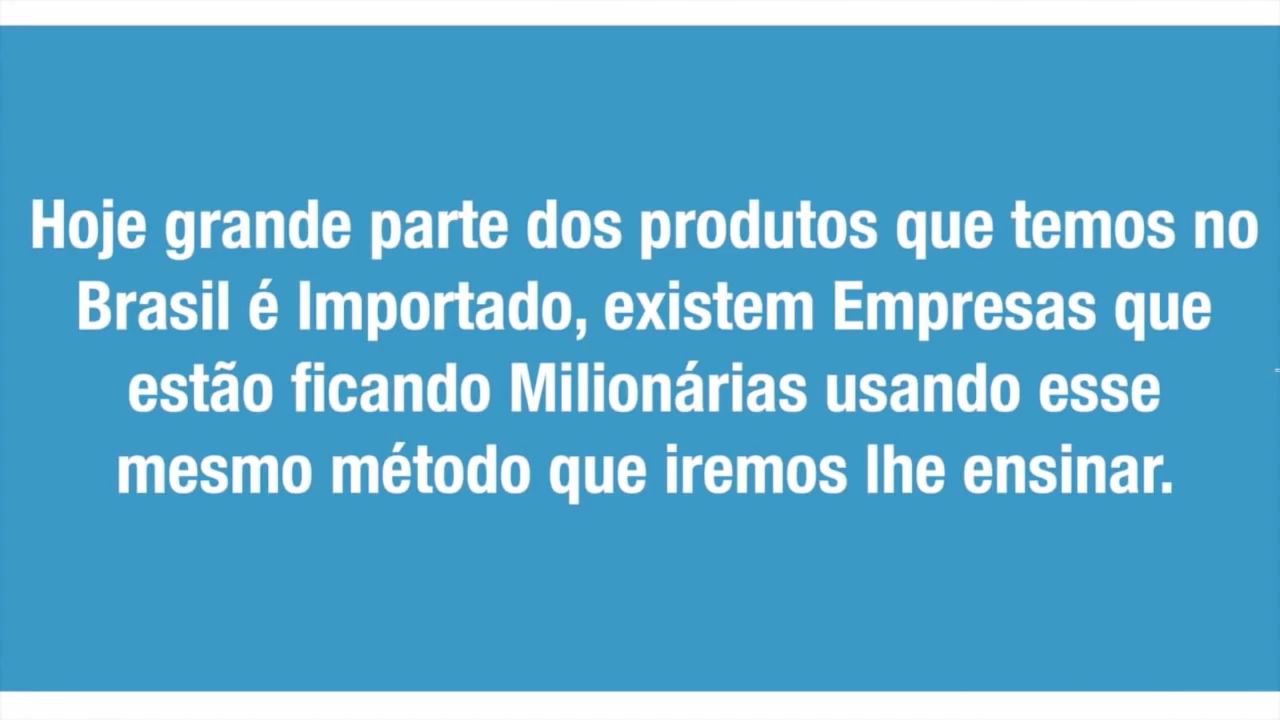 Hoje grande parte dos produtos que temos no
Brasil é Importado, existem Empresas que
estão ficando Milionárias usando esse
mesmo método que iremos lhe ensinar.